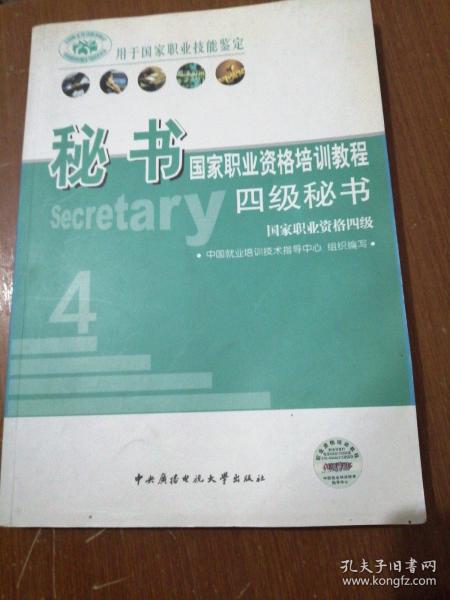 用于国家职业技能鉴定
秘书
国家职业资格培训教程
Secretary
四级秘书
国家职业资格四级
•中国就业培训技术指导中心 组织编写•
4
中央广播电视大学出版社
孔夫子旧书网
www.kongfz.com